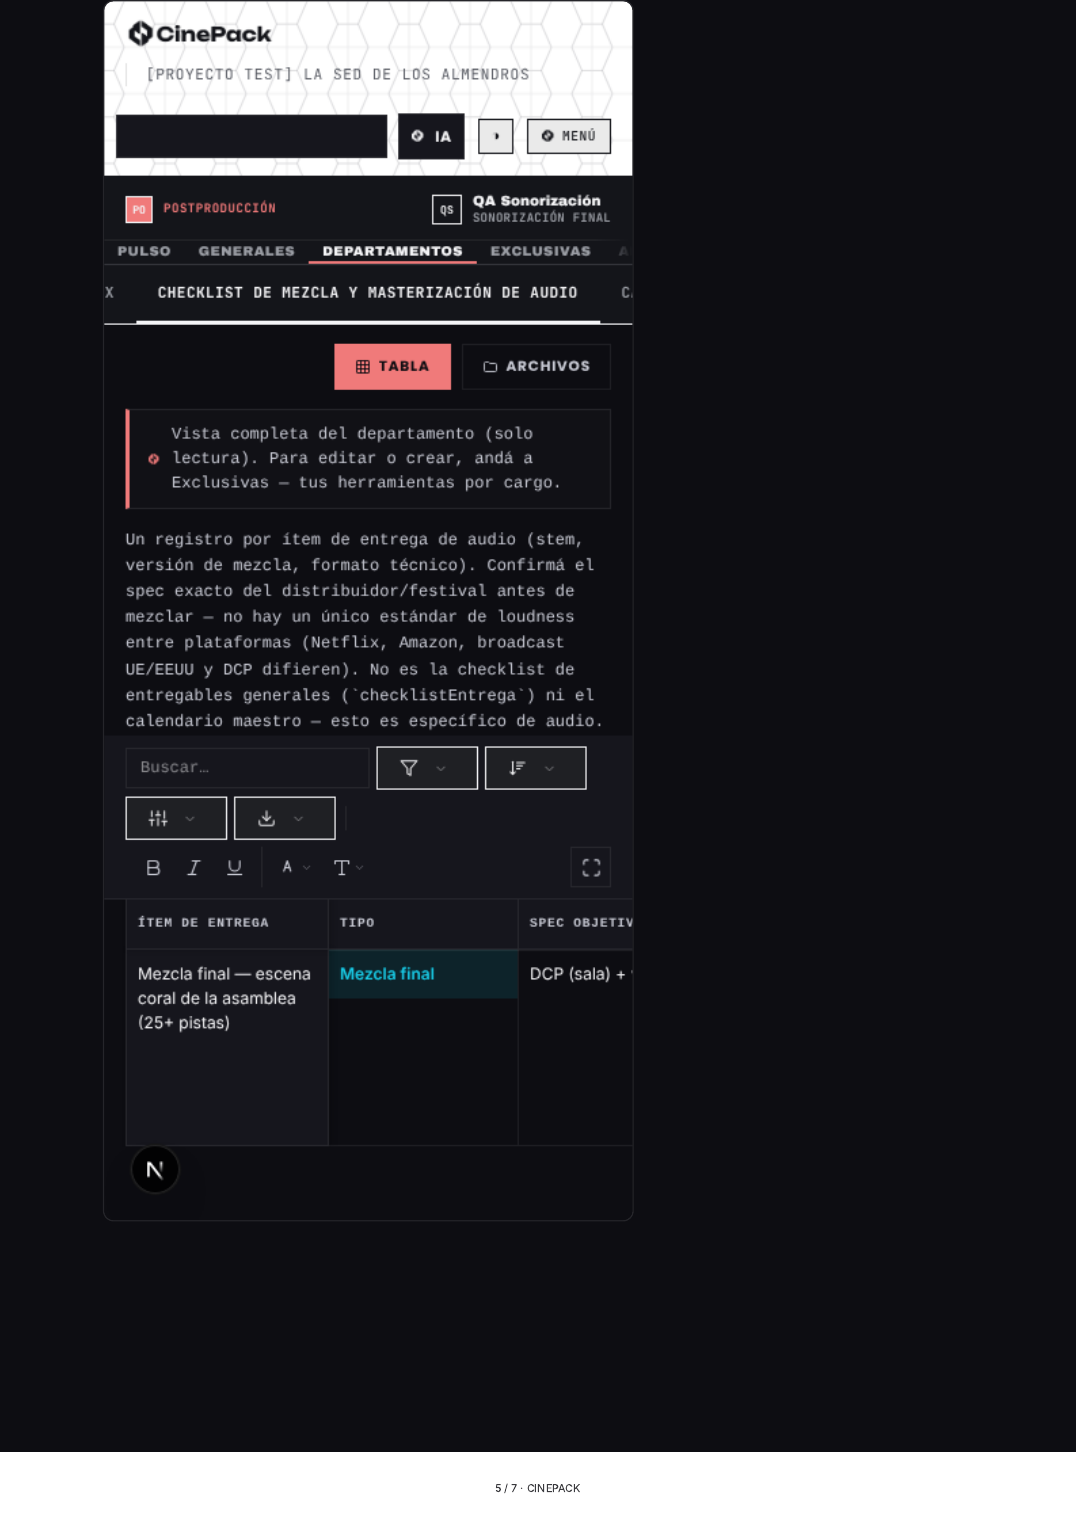 CinePack
[PROYECTO TEST] LA SED DE LOS ALMENDROS
IA
MENÚ
PO
POSTPRODUCCIÓN
QS
QA Sonorización
SONORIZACIÓN FINAL
PULSO
GENERALES
DEPARTAMENTOS
EXCLUSIVAS
X
CHECKLIST DE MEZCLA Y MASTERIZACIÓN DE AUDIO
TABLA
ARCHIVOS
Vista completa del departamento (solo
lectura). Para editar o crear, andá a
Exclusivas — tus herramientas por cargo.
Un registro por ítem de entrega de audio (stem,
versión de mezcla, formato técnico). Confirmá el
spec exacto del distribuidor/festival antes de
mezclar — no hay un único estándar de loudness
entre plataformas (Netflix, Amazon, broadcast
UE/EEUU y DCP difieren). No es la checklist de
entregables generales (`checklistEntrega`) ni el
calendario maestro — esto es específico de audio.
Buscar…
B I U A T
ÍTEM DE ENTREGA
TIPO
SPEC OBJETIV
Mezcla final — escena
coral de la asamblea
(25+ pistas)
Mezcla final
DCP (sala) +
N
5 / 7 · CINEPACK